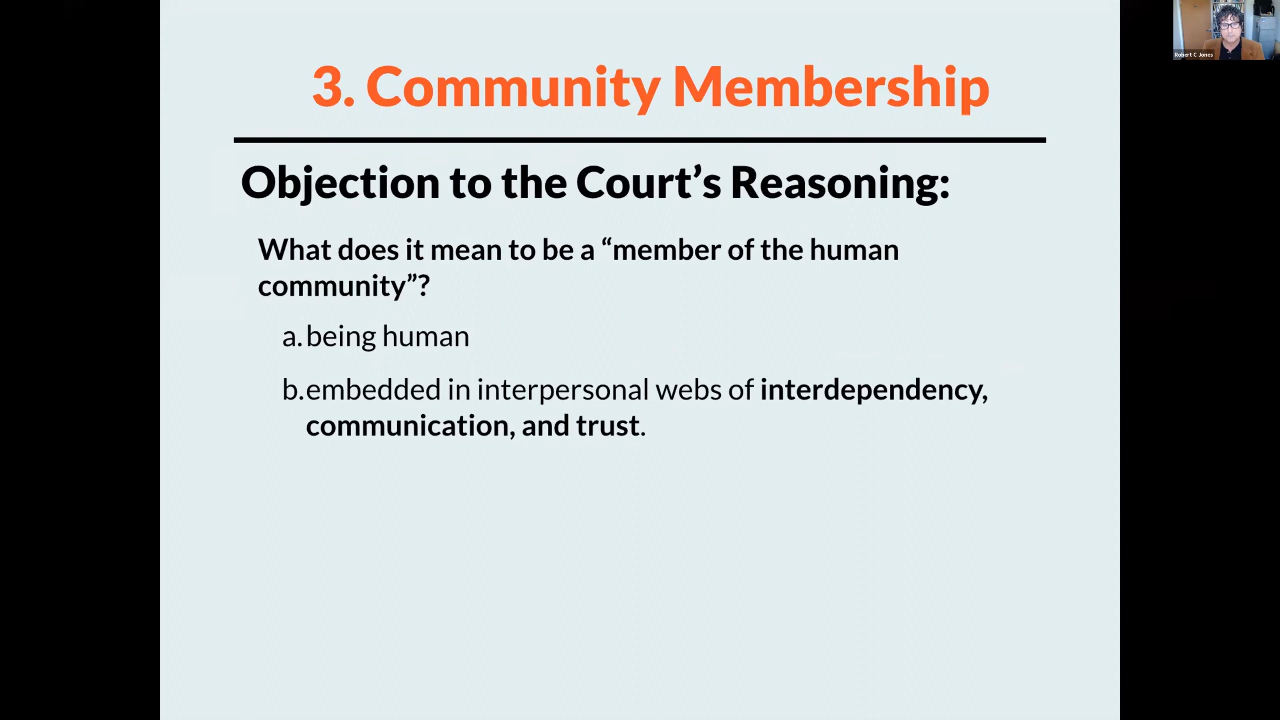 Robert C Jones
3. Community Membership
Objection to the Court’s Reasoning:
What does it mean to be a “member of the human
community”?
a. being human
b. embedded in interpersonal webs of interdependency,
communication, and trust.